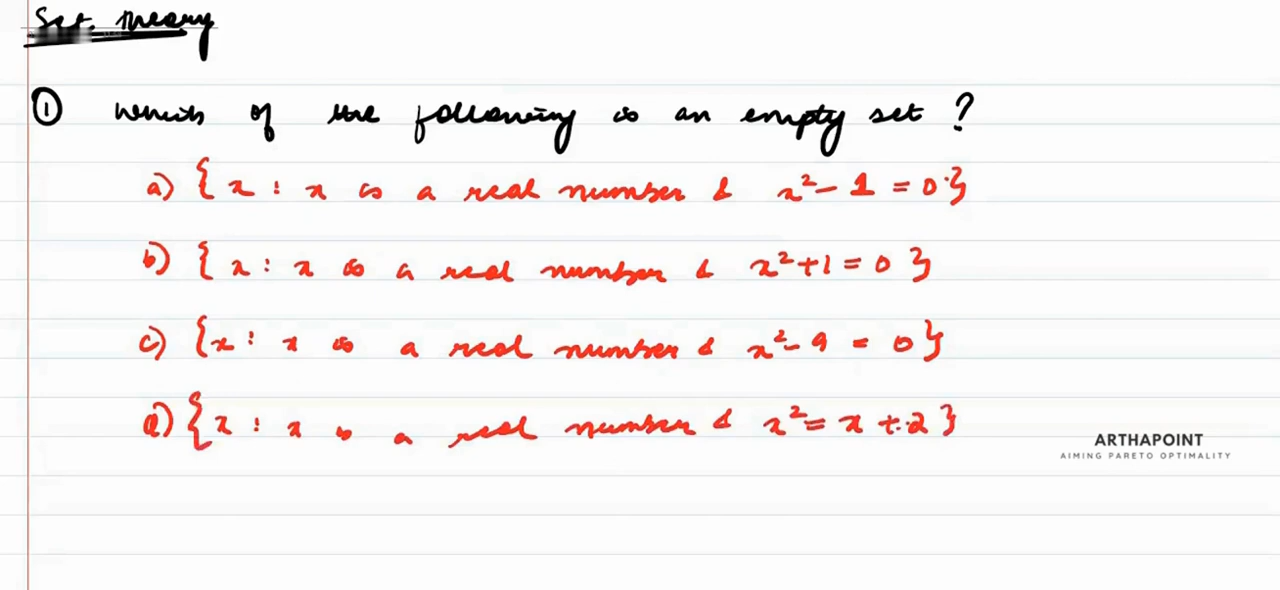 Set theory
① which of the following is an empty set ?
a) { x : x is a real number & x² - 1 = 0 }
b) { x : x is a real number & x² + 1 = 0 }
c) { x : x is a real number & x² - 9 = 0 }
d) { x : x is a real number & x² = x + 2 }
ARTHAPOINT
AIMING PARETO OPTIMALITY